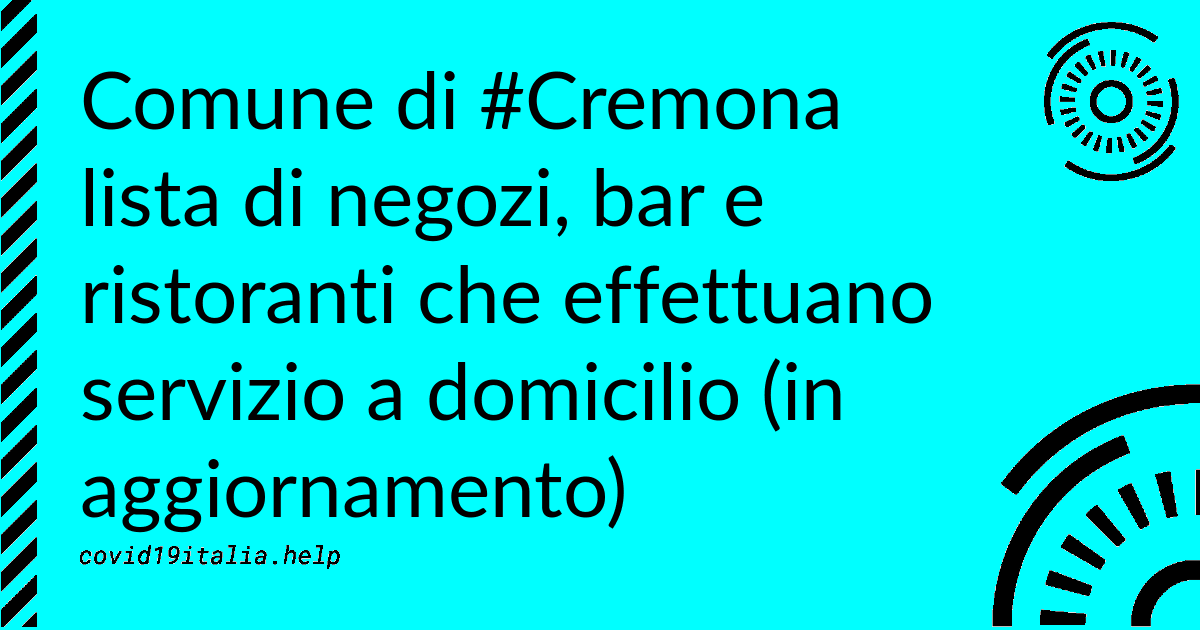 Comune di #Cremona
lista di negozi, bar e
ristoranti che effettuano
servizio a domicilio (in
aggiornamento)
covid19italia.help